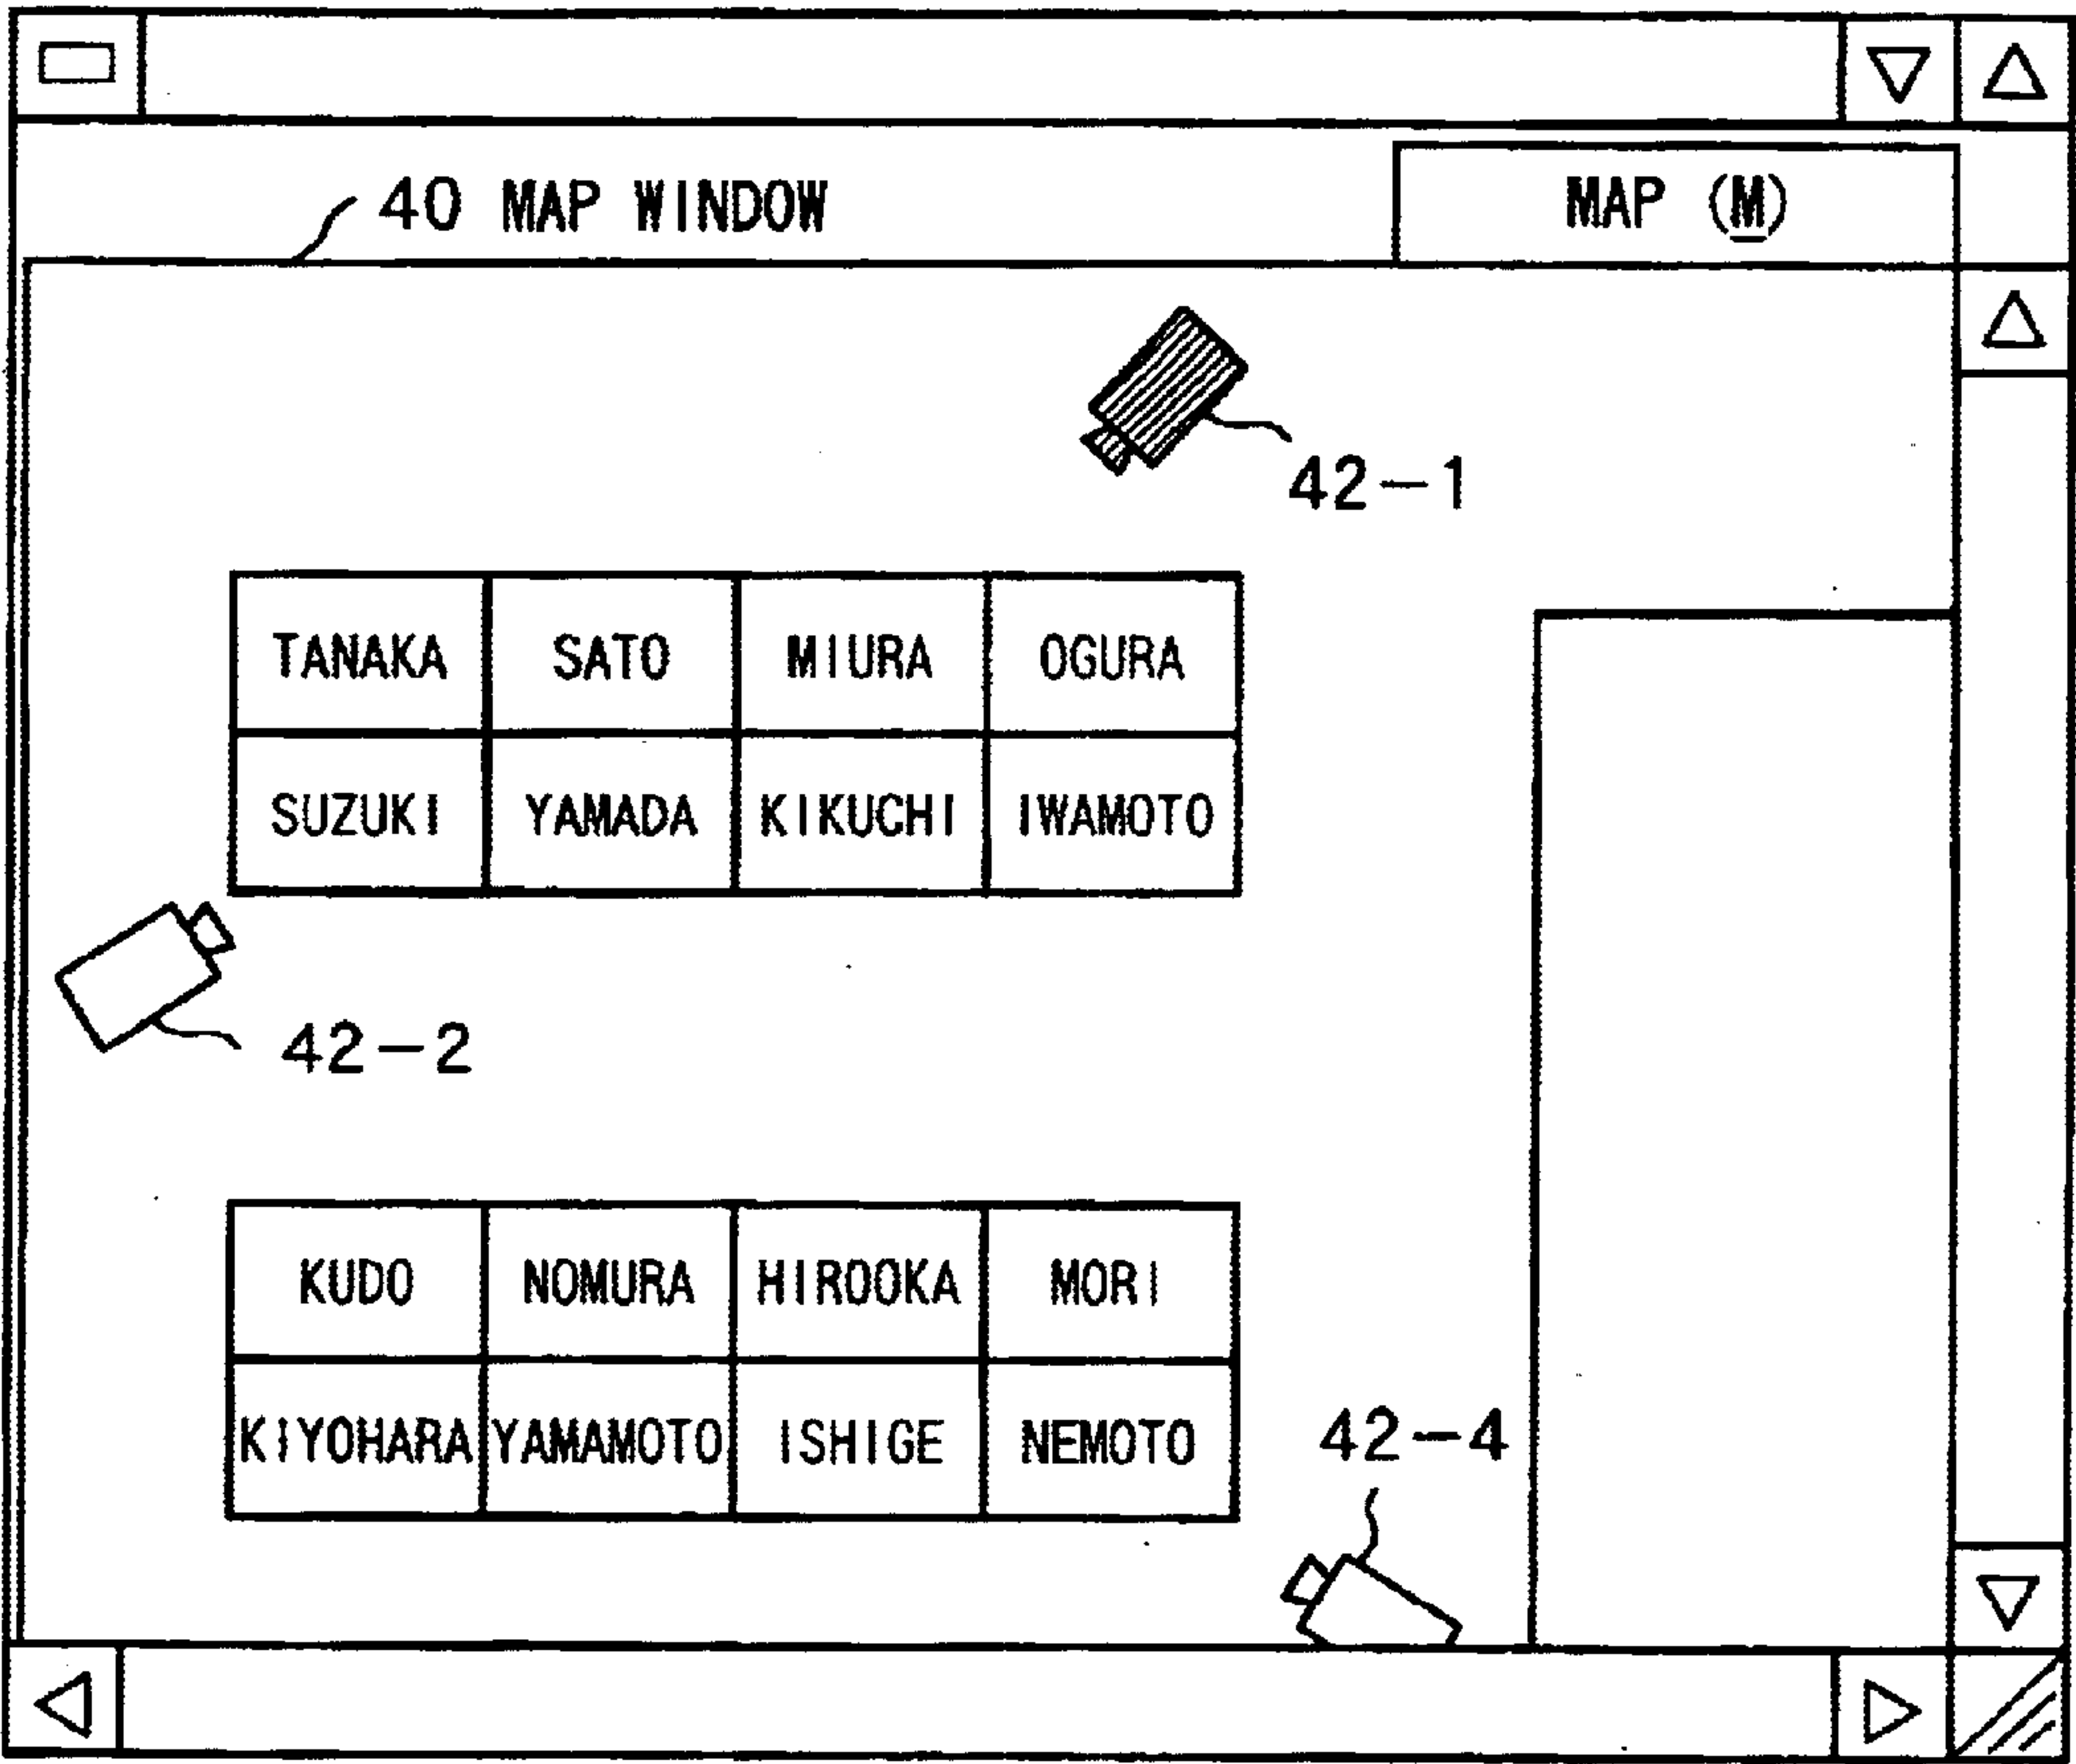 40 MAP WINDOW
MAP (M)
42-1
TANAKA SATO MIURA OGURA
SUZUKI YAMADA KIKUCHI IWAMOTO
42-2
KUDO NOMURA HIROOKA MORI
KIYOHARA YAMAMOTO ISHIGE NEMOTO
42-4